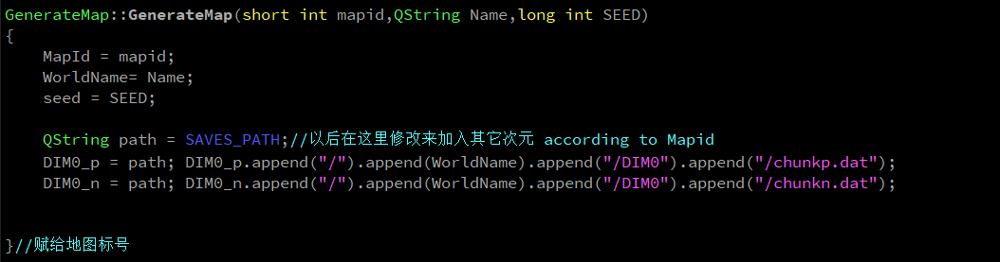 GenerateMap::GenerateMap(short int mapid,QString Name,long int SEED)
{
    MapId = mapid;
    WorldName= Name;
    seed = SEED;
    QString path = SAVES_PATH;//以后在这里修改来加入其它次元 according to Mapid
    DIM0_p = path; DIM0_p.append("/").append(WorldName).append("/DIM0").append("/chunkp.dat");
    DIM0_n = path; DIM0_n.append("/").append(WorldName).append("/DIM0").append("/chunkn.dat");
}//赋给地图标号